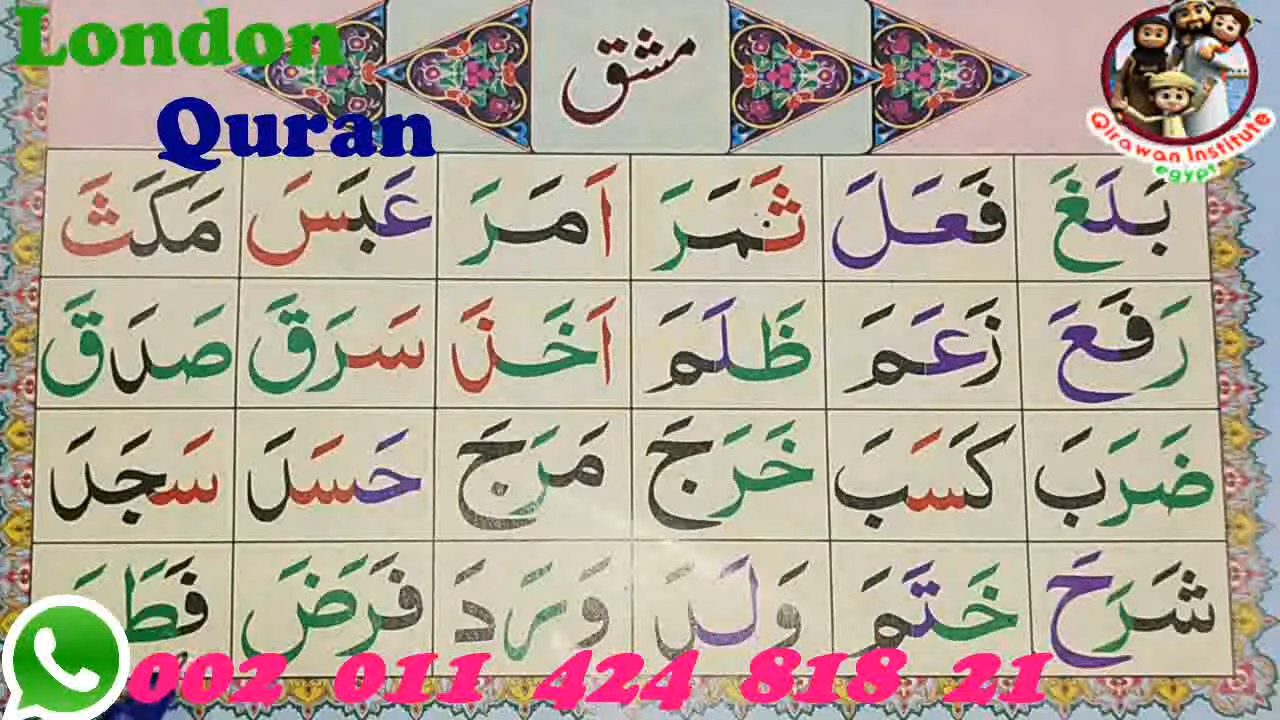 London
Quran
مشق
Qirawan Institute
egypt
بَلَغَ فَعَلَ ثَمَرَ اَمَرَ عَبَسَ مَكَثَ
رَفَعَ زَعَمَ ظَلَمَ اَخَذَ سَرَقَ صَدَقَ
ضَرَبَ كَسَبَ خَرَجَ مَرَجَ حَسَدَ سَجَدَ
شَرَحَ خَتَمَ وَلَدَ وَرَدَ فَرَضَ
002 011 424 818 21